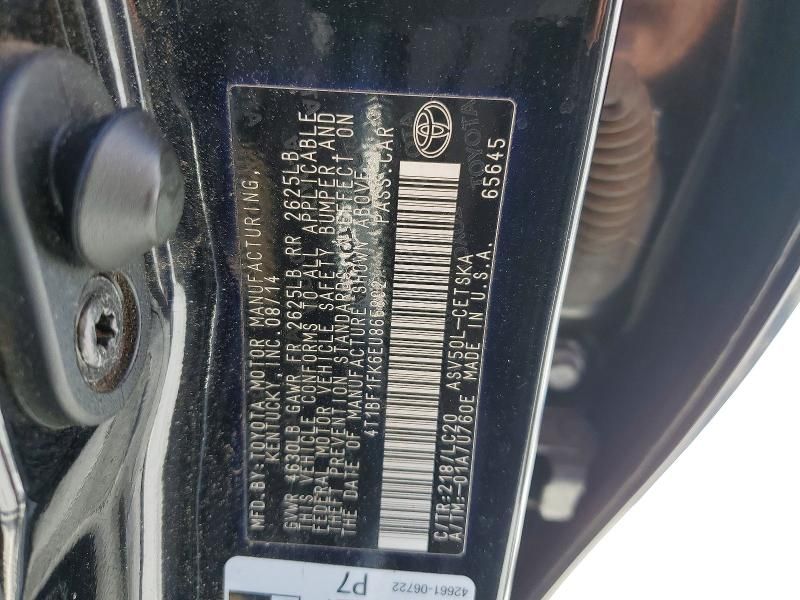 MFD.BY:TOYOTA MOTOR MANUFACTURING,
KENTUCKY, INC 08/14
GVWR 4630LB GAWR FR 2625LB RR 2625LB
THIS VEHICLE CONFORMS TO ALL APPLICABLE
FEDERAL MOTOR VEHICLE SAFETY, BUMPER, AND
THEFT PREVENTION STANDARDS IN EFFECT ON
THE DATE OF MANUFACTURE SHOWN ABOVE.
PASS.CAR
C/TR:218/LC20 ASV50L-CETSKA
A/TM:-01A/U760E MADE IN U.S.A. 65645
TOYOTA
42661-06722
P7